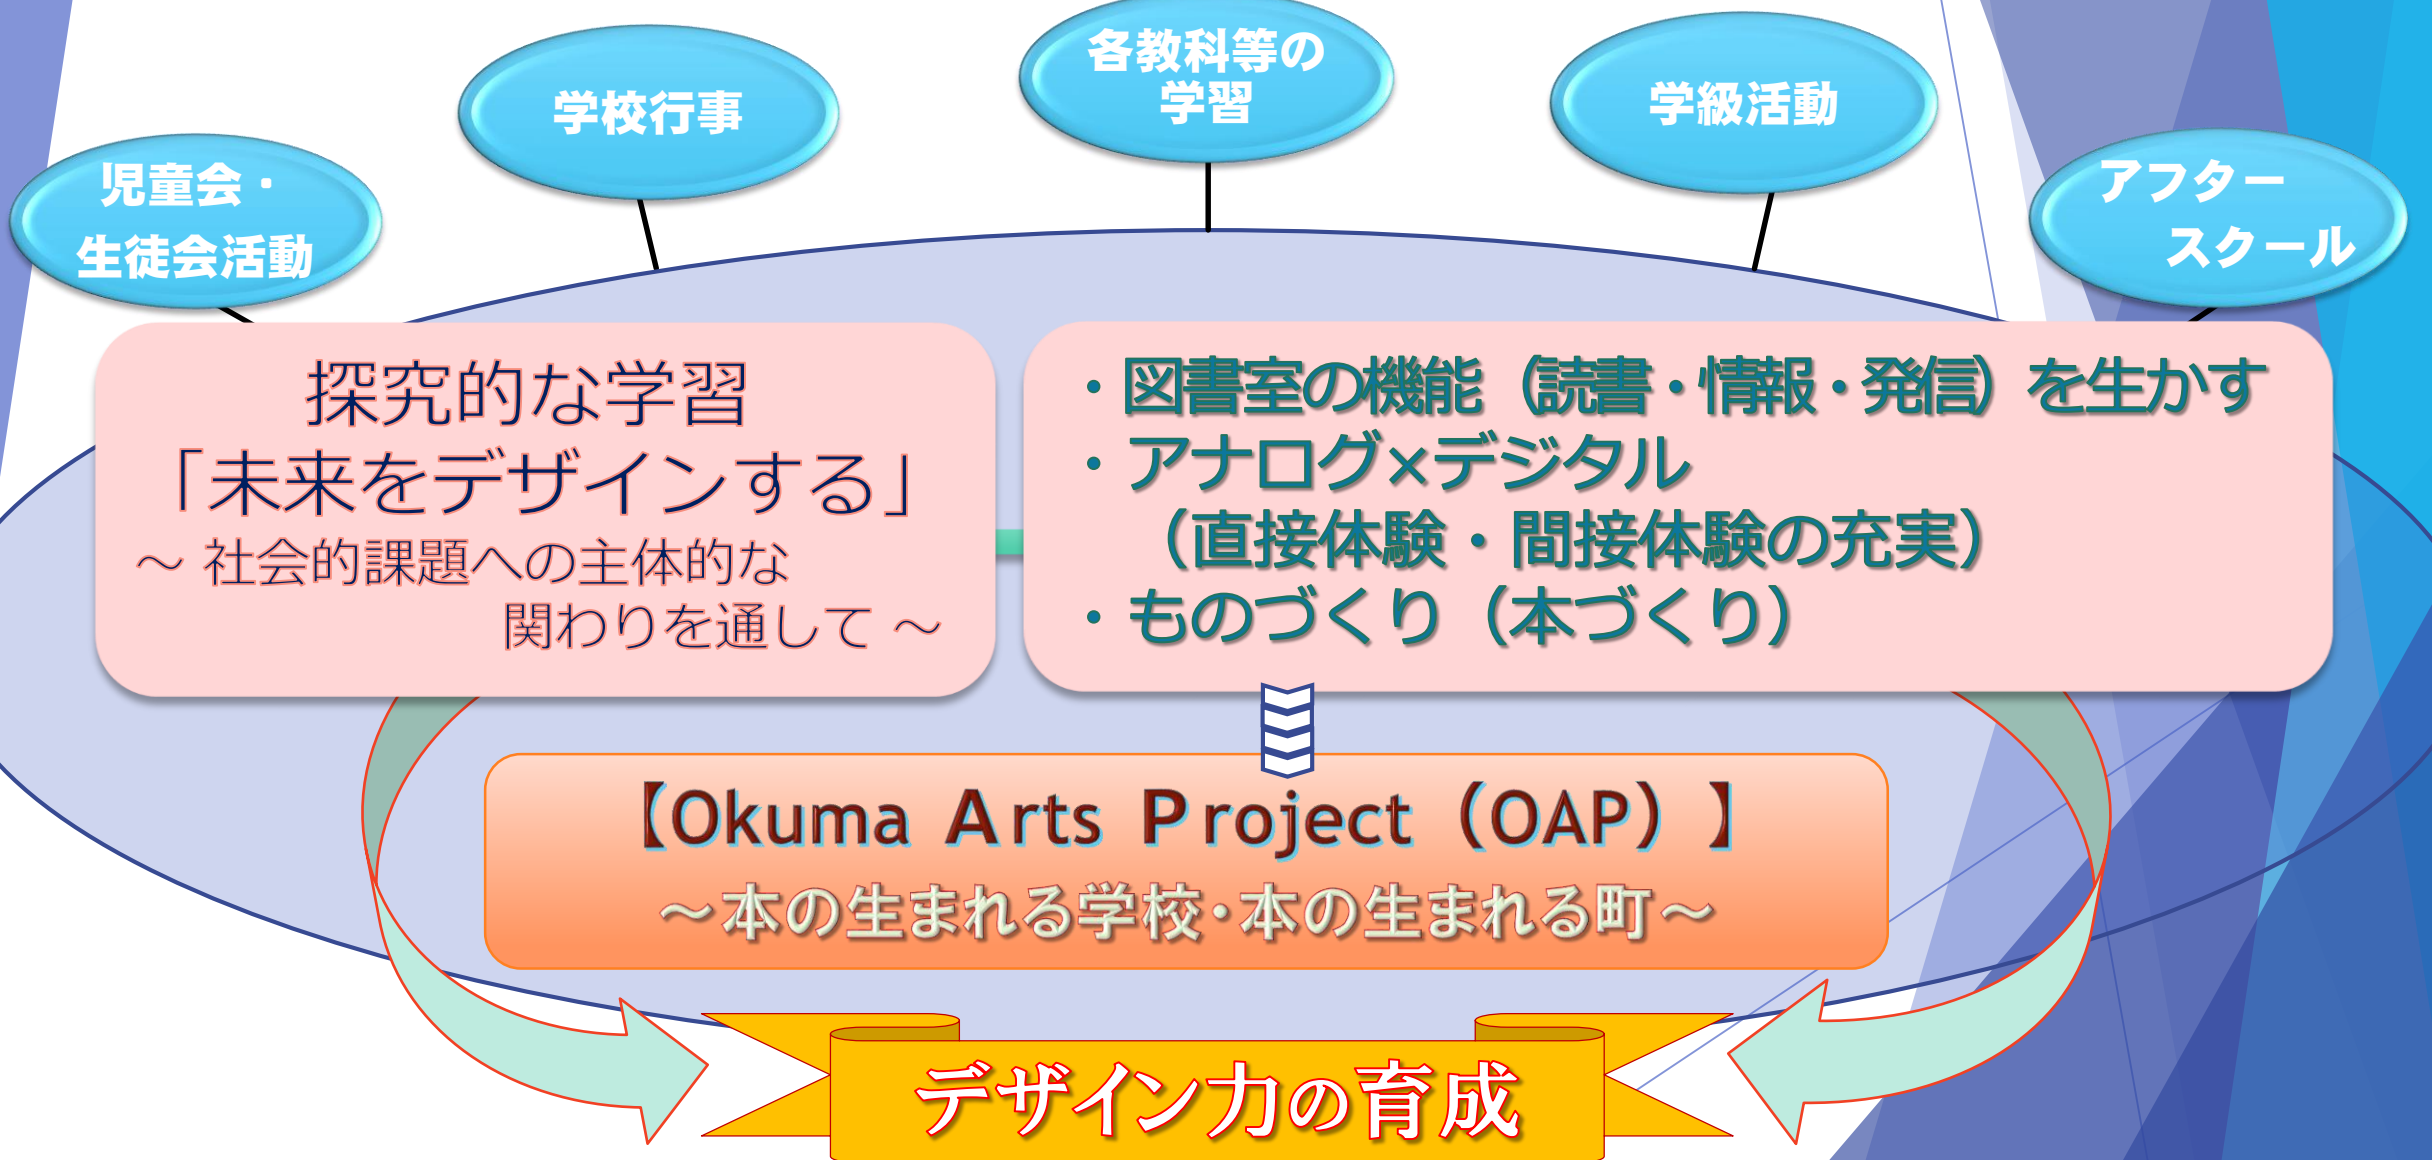 児童会・
生徒会活動
学校行事
各教科等の
学習
学級活動
アフター
スクール
探究的な学習
「未来をデザインする」
～ 社会的課題への主体的な
関わりを通して ～
・図書室の機能（読書・情報・発信）を生かす
・アナログ×デジタル
（直接体験・間接体験の充実）
・ものづくり（本づくり）
【Okuma Arts Project（OAP）】
～本の生まれる学校・本の生まれる町～
デザイン力の育成